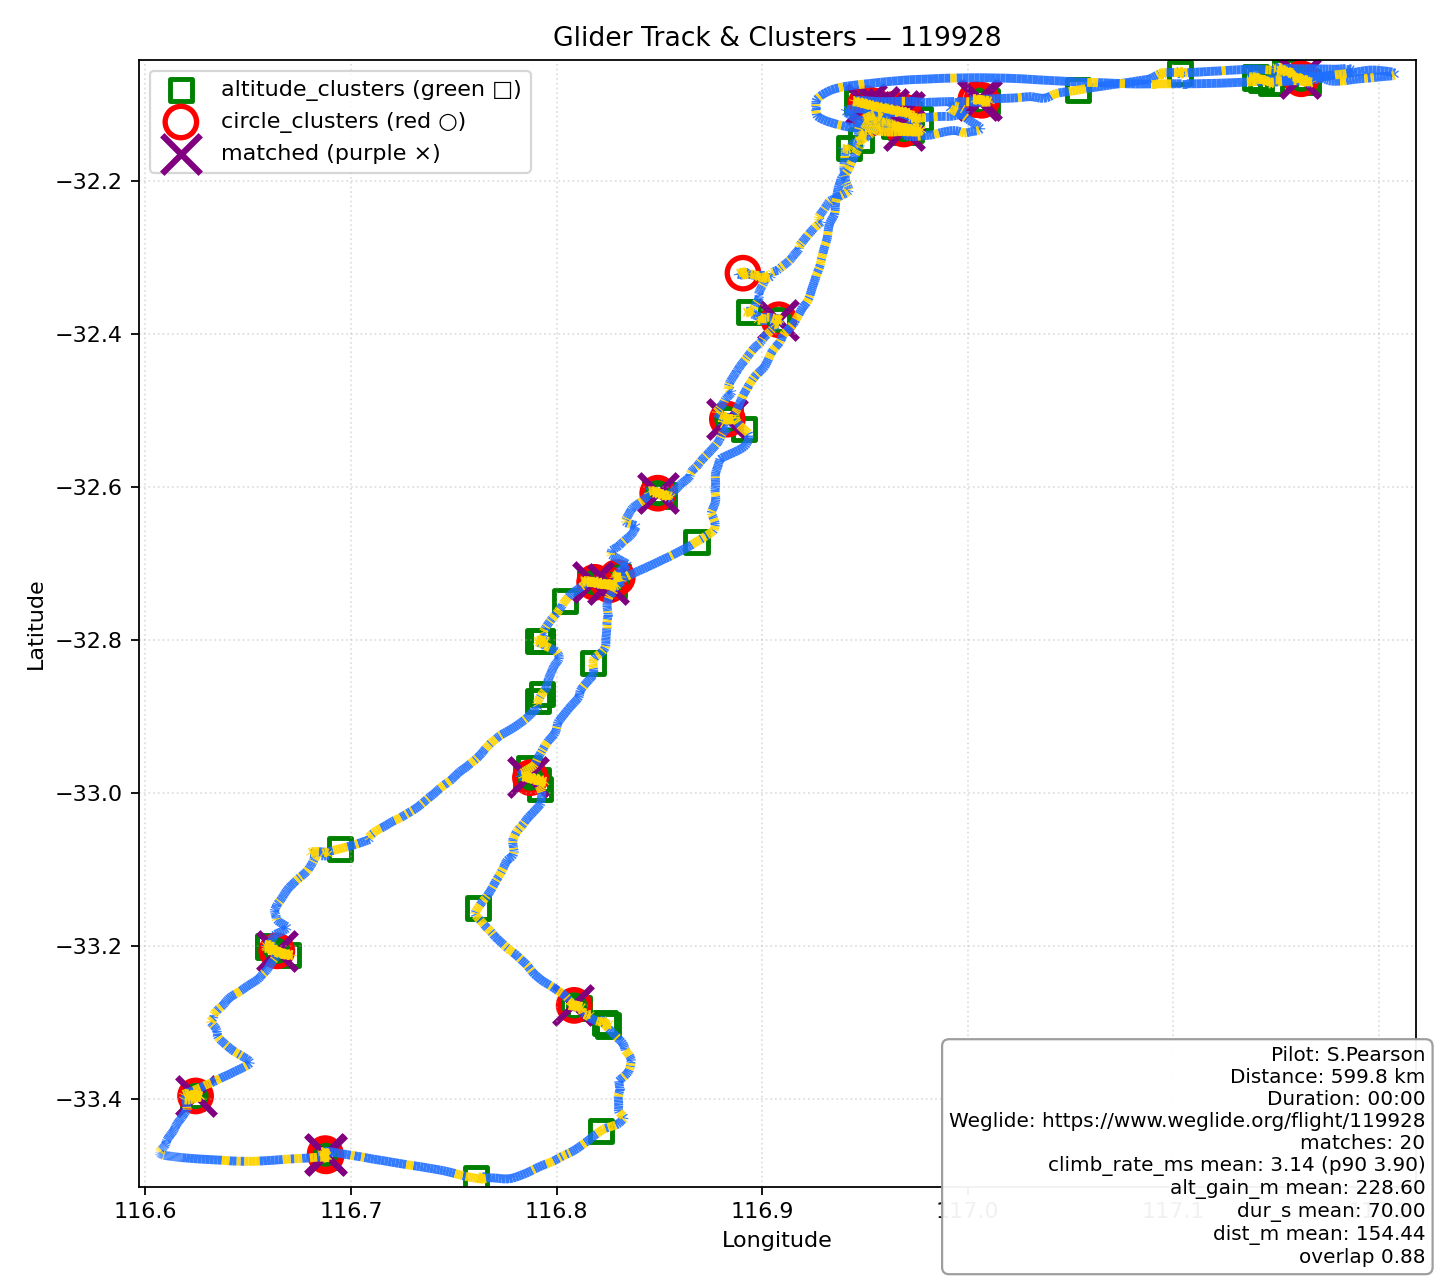 Glider Track & Clusters — 119928
altitude_clusters (green □)
circle_clusters (red ○)
matched (purple ×)
−32.2
−32.4
−32.6
−32.8
−33.0
−33.2
−33.4
Latitude
116.6
116.7
116.8
116.9
117.0
117.1
Longitude
Pilot: S.Pearson
Distance: 599.8 km
Duration: 00:00
Weglide: https://www.weglide.org/flight/119928
matches: 20
climb_rate_ms mean: 3.14 (p90 3.90)
alt_gain_m mean: 228.60
dur_s mean: 70.00
dist_m mean: 154.44
overlap 0.88